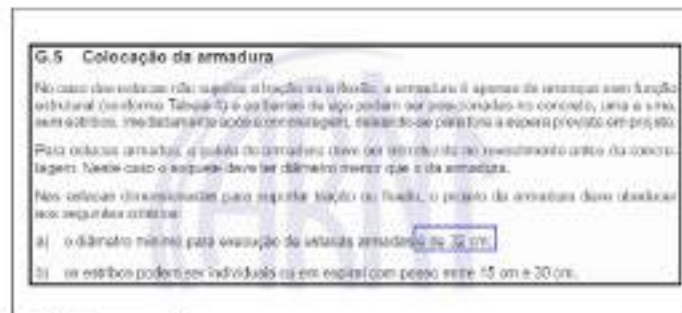 G.5 Colocação da armadura
No caso das estacas não sujeitas a tração ou a flexão, a armadura é apenas de arranque sem função
estrutural (conforme Tabela 4) e as barras de aço podem ser posicionadas no concreto, uma a uma,
sem estribos, imediatamente após a concretagem, deixando-se para fora a espera prevista em projeto.
Para estacas armadas, a gaiola de armadura deve ser introduzida no revestimento antes da concre-
tagem. Neste caso o soquete deve ter diâmetro menor que o da armadura.
Nas estacas dimensionadas para suportar tração ou flexão, o projeto da armadura deve obedecer
aos seguintes critérios:
a) o diâmetro mínimo para execução de estacas armadas é de 32 cm.
b) os estribos podem ser individuais ou em espiral com passo entre 15 cm e 30 cm.